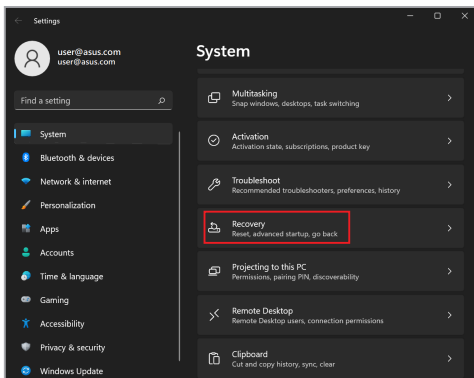 Settings
user@asus.com
user@asus.com
Find a setting
System
Bluetooth & devices
Network & internet
Personalization
Apps
Accounts
Time & language
Gaming
Accessibility
Privacy & security
Windows Update
System
Multitasking
Snap windows, desktops, task switching
Activation
Activation state, subscriptions, product key
Troubleshoot
Recommended troubleshooters, preferences, history
Recovery
Reset, advanced startup, go back
Projecting to this PC
Permissions, pairing PIN, discoverability
Remote Desktop
Remote Desktop users, connection permissions
Clipboard
Cut and copy history, sync, clear